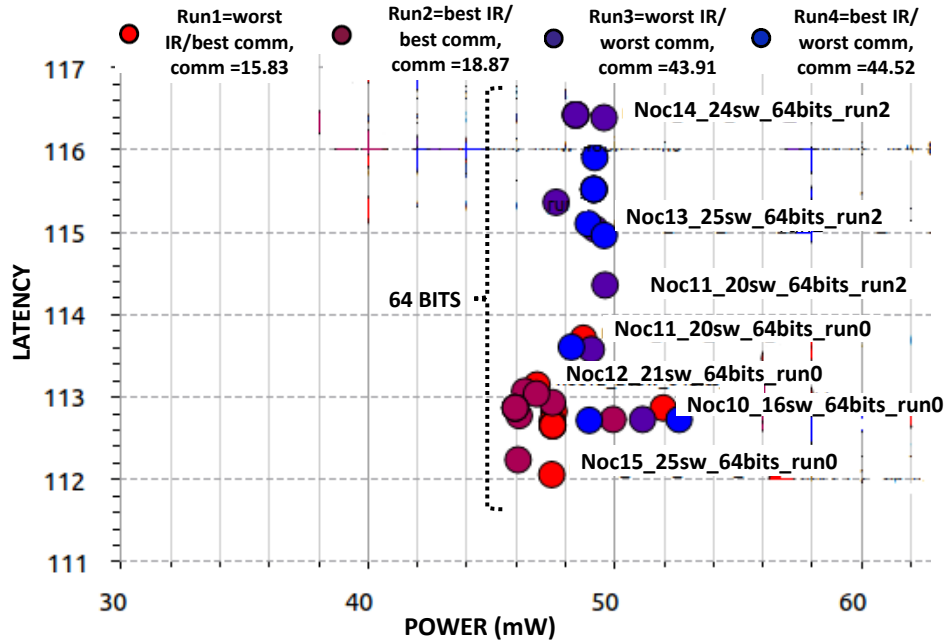 Run1=worst
IR/best comm,
comm =15.83
Run2=best IR/
best comm,
comm =18.87
Run3=worst IR/
worst comm,
comm =43.91
Run4=best IR/
worst comm,
comm =44.52
117
116
115
114
113
112
111
LATENCY
64 BITS
Noc14_24sw_64bits_run2
Noc13_25sw_64bits_run2
Noc11_20sw_64bits_run2
Noc11_20sw_64bits_run0
Noc12_21sw_64bits_run0
Noc10_16sw_64bits_run0
Noc15_25sw_64bits_run0
30
40
50
60
POWER (mW)